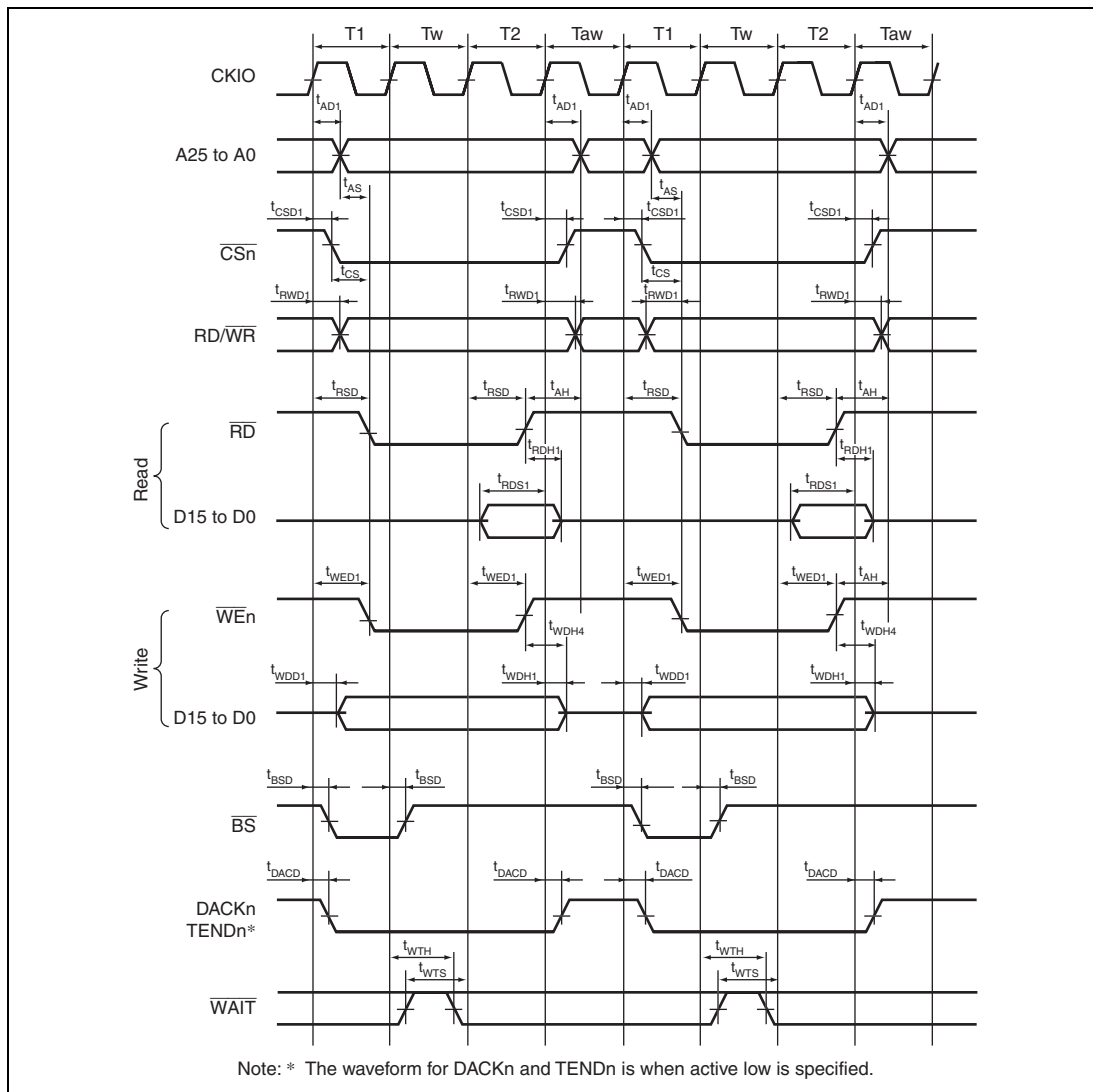 T1 Tw T2 Taw T1 Tw T2 Taw
CKIO
tAD1 tAD1 tAD1 tAD1
A25 to A0
tAS tAS
tCSD1 tCSD1 tCSD1 tCSD1
CSn
tCS tCS
tRWD1 tRWD1 tRWD1 tRWD1
RD/WR
tRSD tRSD tAH tRSD tRSD tAH
RD
tRDH1 tRDH1
Read
tRDS1 tRDS1
D15 to D0
tWED1 tWED1 tAH tWED1 tWED1 tAH
WEn
tWDH4 tWDH4
Write
tWDD1 tWDH1 tWDD1 tWDH1
D15 to D0
tBSD tBSD tBSD tBSD
BS
tDACD tDACD tDACD tDACD
DACKn
TENDn*
tWTH tWTH
tWTS tWTS
WAIT
Note: * The waveform for DACKn and TENDn is when active low is specified.